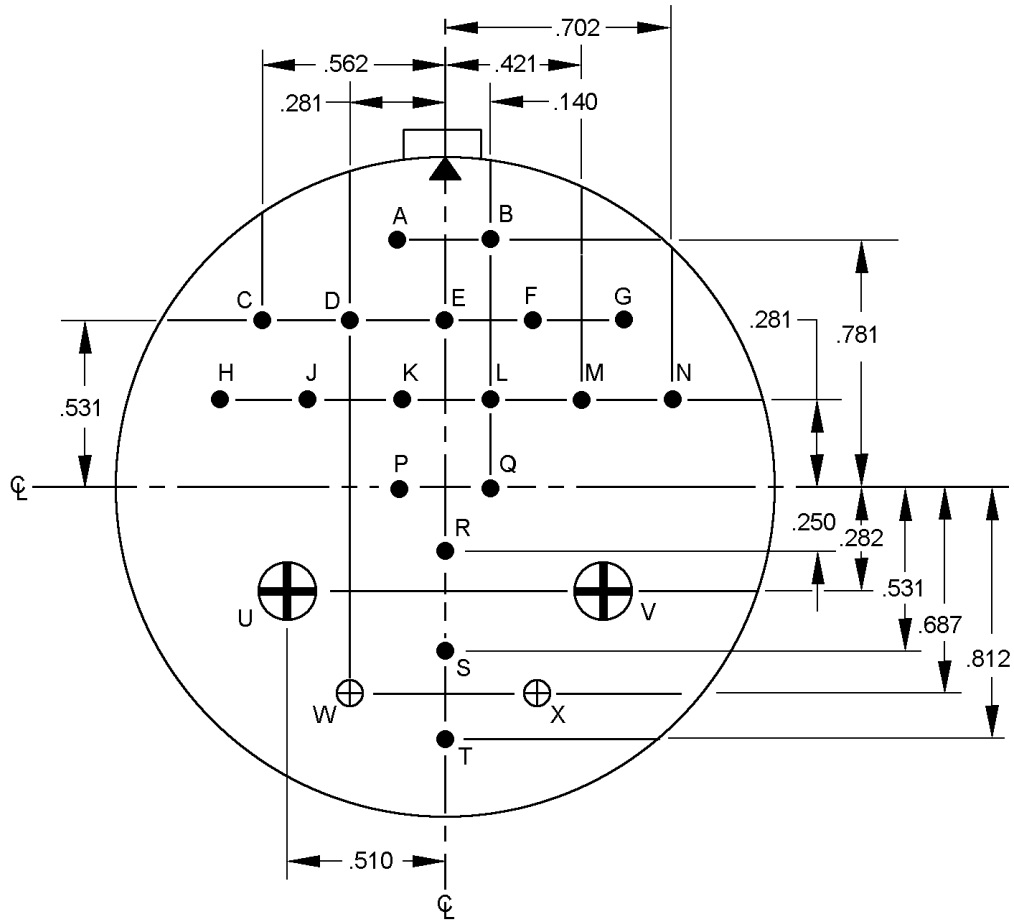 .702
.562
.421
.281
.140
A
B
C
D
E
F
G
.281
.781
H
J
K
L
M
N
.531
℄
P
Q
R
.250
.282
.531
U
V
.687
S
.812
W
X
T
.510
℄